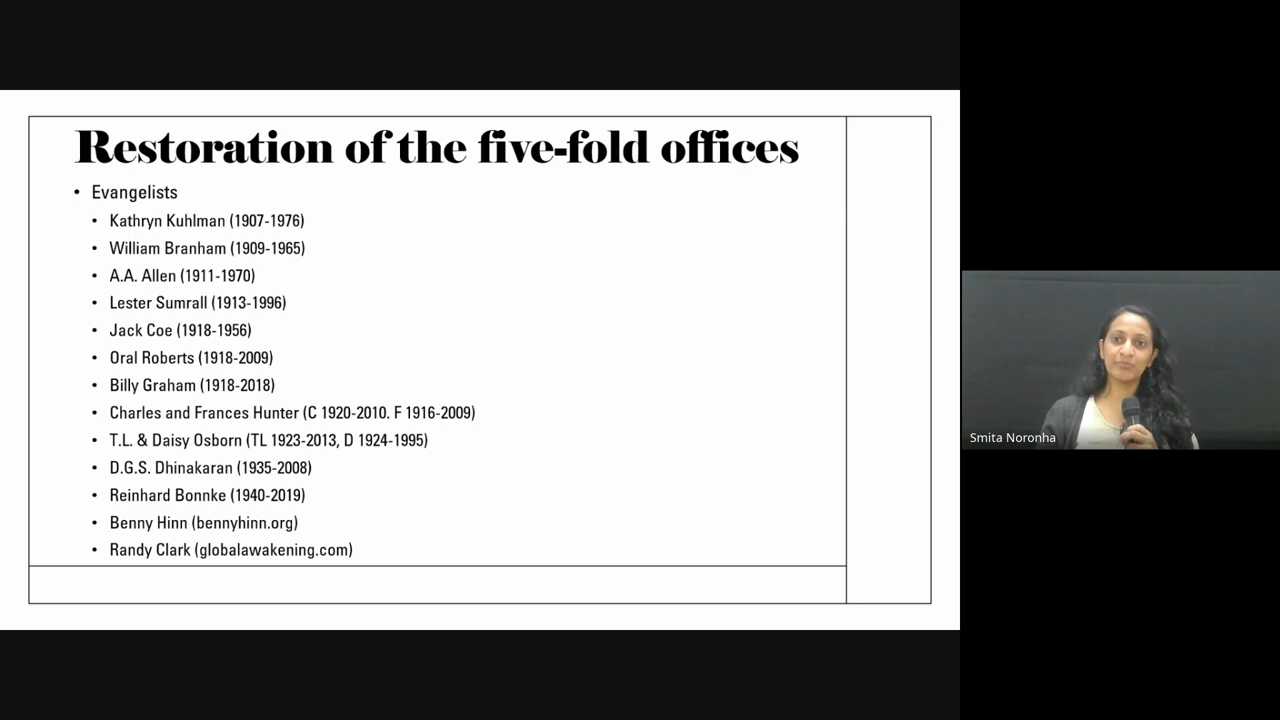 Restoration of the five-fold offices
• Evangelists
• Kathryn Kuhlman (1907-1976)
• William Branham (1909-1965)
• A.A. Allen (1911-1970)
• Lester Sumrall (1913-1996)
• Jack Coe (1918-1956)
• Oral Roberts (1918-2009)
• Billy Graham (1918-2018)
• Charles and Frances Hunter (C 1920-2010. F 1916-2009)
• T.L. & Daisy Osborn (TL 1923-2013, D 1924-1995)
• D.G.S. Dhinakaran (1935-2008)
• Reinhard Bonnke (1940-2019)
• Benny Hinn (bennyhinn.org)
• Randy Clark (globalawakening.com)
Smita Noronha